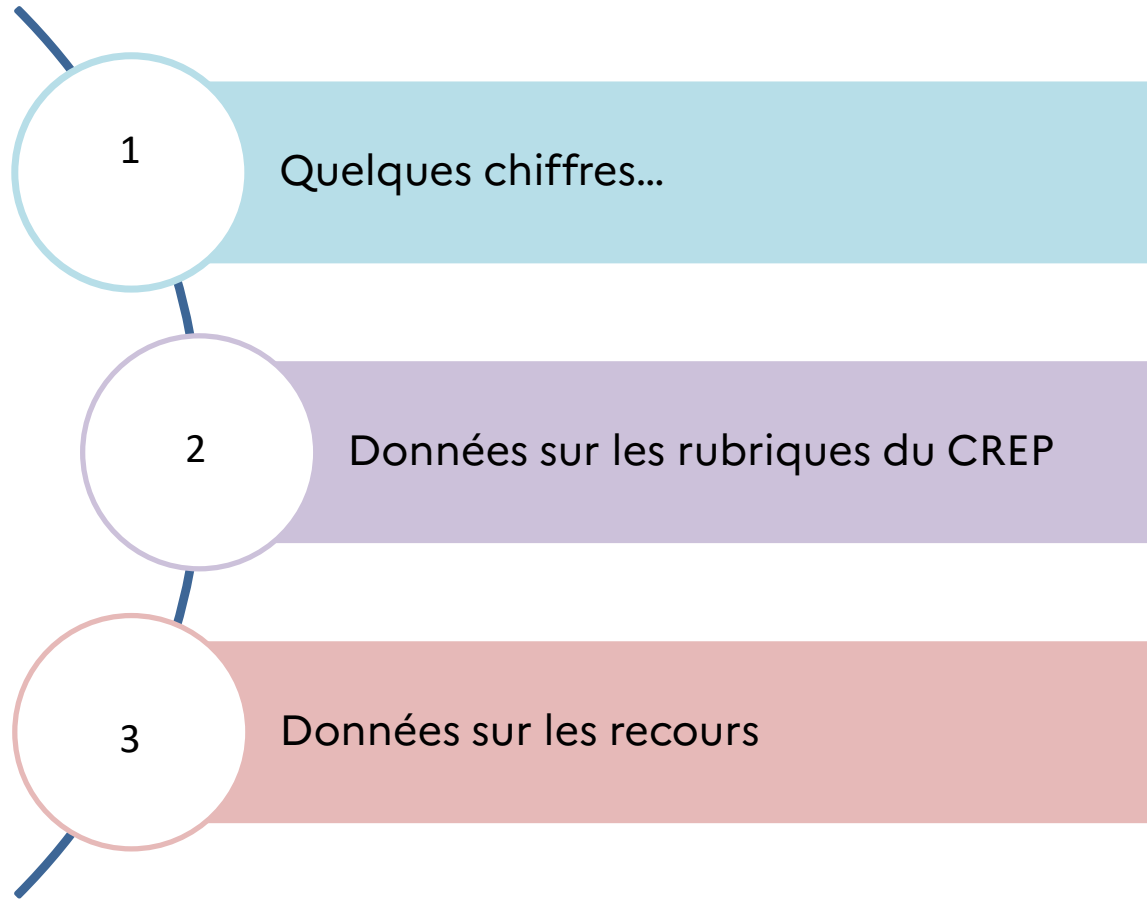 1
Quelques chiffres...
2
Données sur les rubriques du CREP
3
Données sur les recours